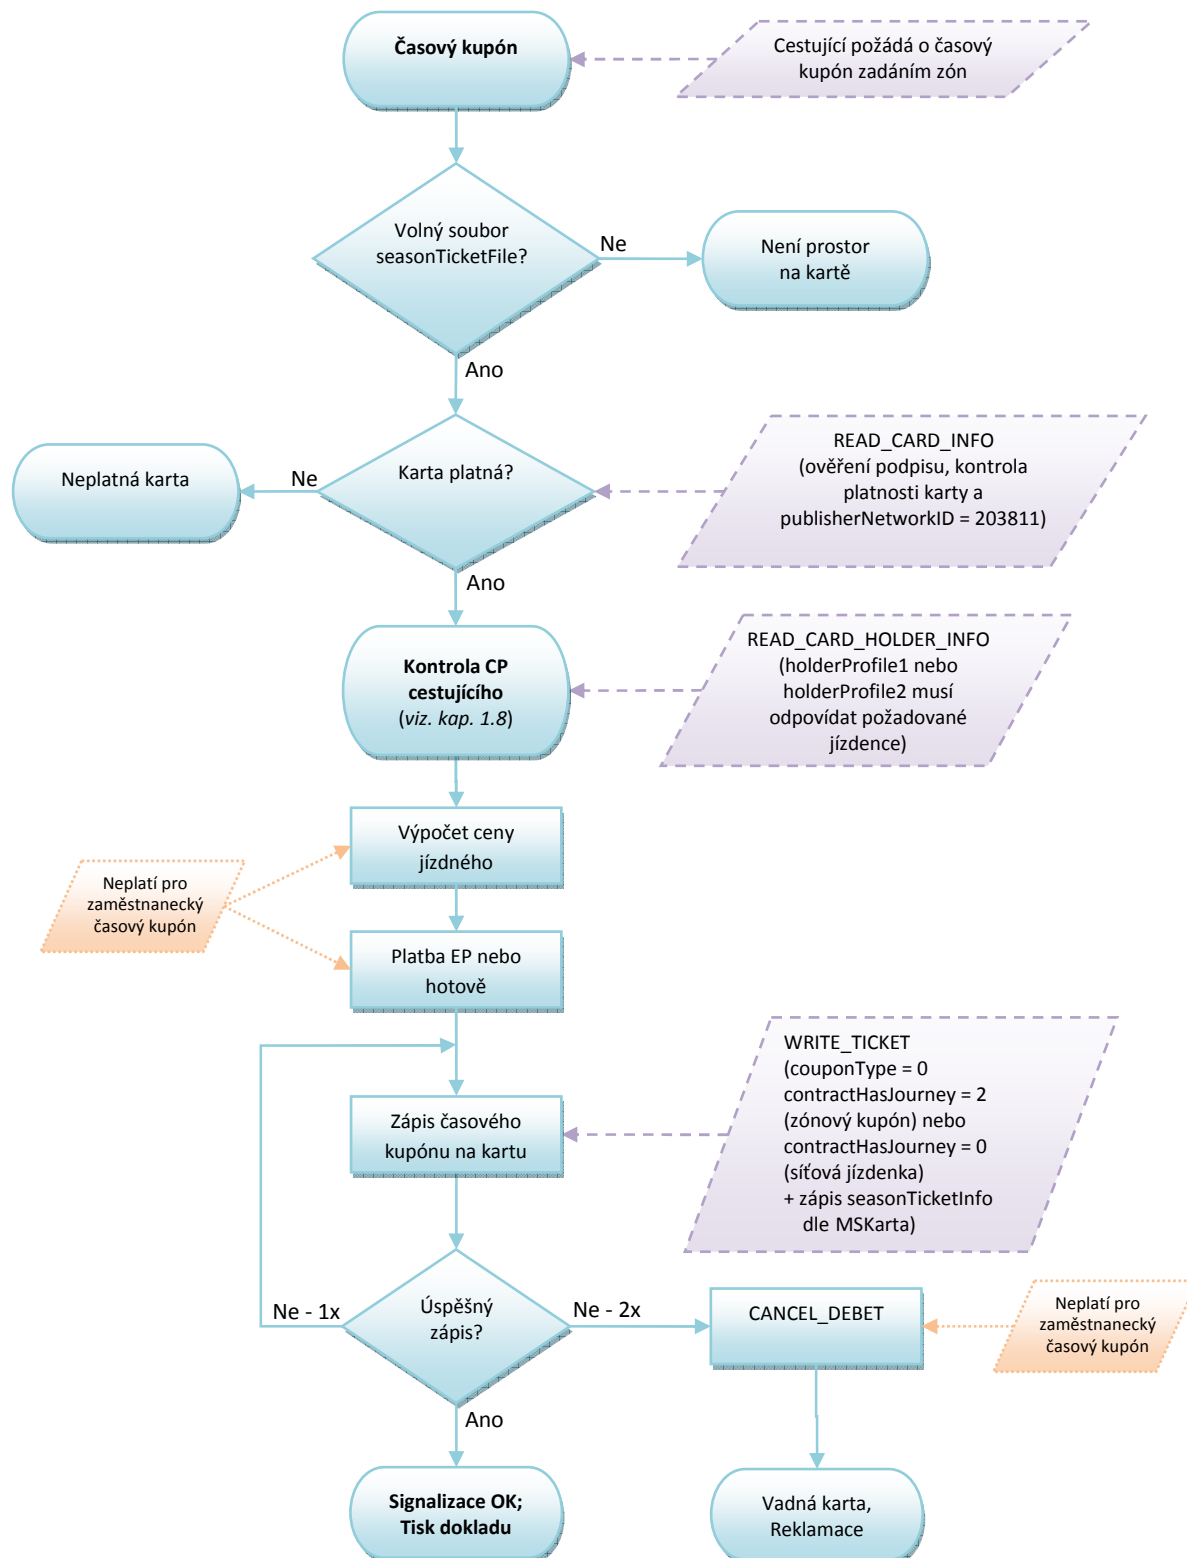 Časový kupón
Cestující požádá o časový
kupón zadáním zón
Volný soubor
seasonTicketFile?
Ne
Není prostor
na kartě
Ano
Neplatná karta
Ne
Karta platná?
READ_CARD_INFO
(ověření podpisu, kontrola
platnosti karty a
publisherNetworkID = 203811)
Ano
Kontrola CP
cestujícího
(viz. kap. 1.8)
READ_CARD_HOLDER_INFO
(holderProfile1 nebo
holderProfile2 musí
odpovídat požadované
jízdence)
Výpočet ceny
jízdného
Neplatí pro
zaměstnanecký
časový kupón
Platba EP nebo
hotově
WRITE_TICKET
(couponType = 0
contractHasJourney = 2
(zónový kupón) nebo
contractHasJourney = 0
(síťová jízdenka)
+ zápis seasonTicketInfo
dle MSKarta)
Zápis časového
kupónu na kartu
Ne - 1x
Úspěšný
zápis?
Ne - 2x
CANCEL_DEBET
Neplatí pro
zaměstnanecký
časový kupón
Ano
Signalizace OK;
Tisk dokladu
Vadná karta,
Reklamace